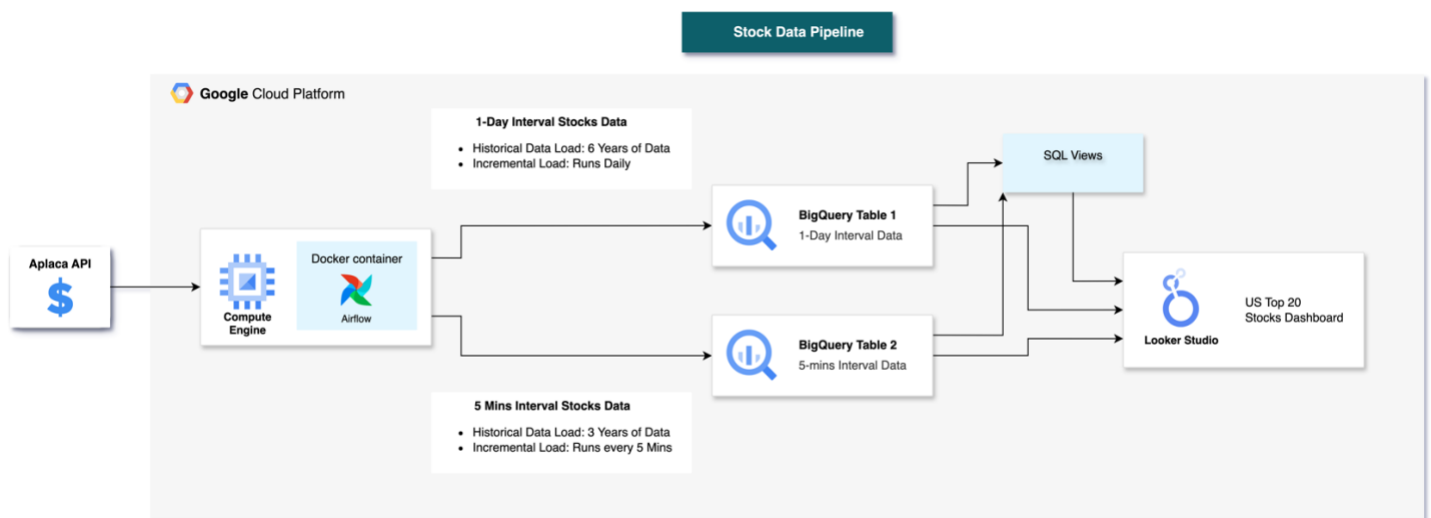 Stock Data Pipeline
Google Cloud Platform
1-Day Interval Stocks Data
• Historical Data Load: 6 Years of Data
• Incremental Load: Runs Daily
SQL Views
BigQuery Table 1
1-Day Interval Data
Aplaca API
$
Docker container
Airflow
Compute
Engine
US Top 20
Stocks Dashboard
Looker Studio
BigQuery Table 2
5-mins Interval Data
5 Mins Interval Stocks Data
• Historical Data Load: 3 Years of Data
• Incremental Load: Runs every 5 Mins